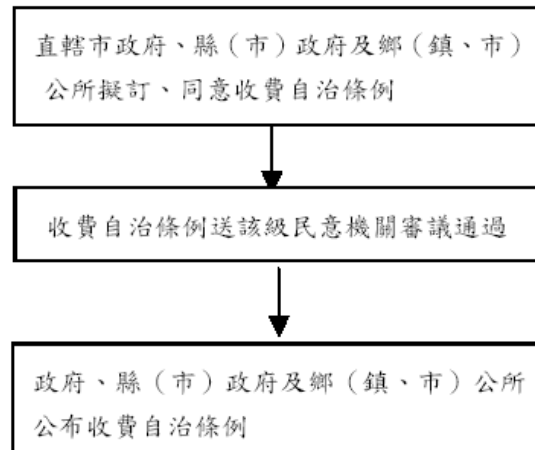 直轄市政府、縣（市）政府及鄉（鎮、市）
公所擬訂、同意收費自治條例
收費自治條例送該級民意機關審議通過
政府、縣（市）政府及鄉（鎮、市）公所
公布收費自治條例